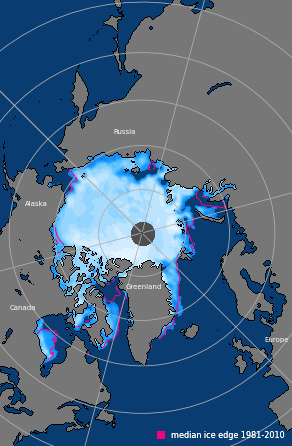 Russia
Alaska
Greenland
Canada
Europe
median ice edge 1981-2010